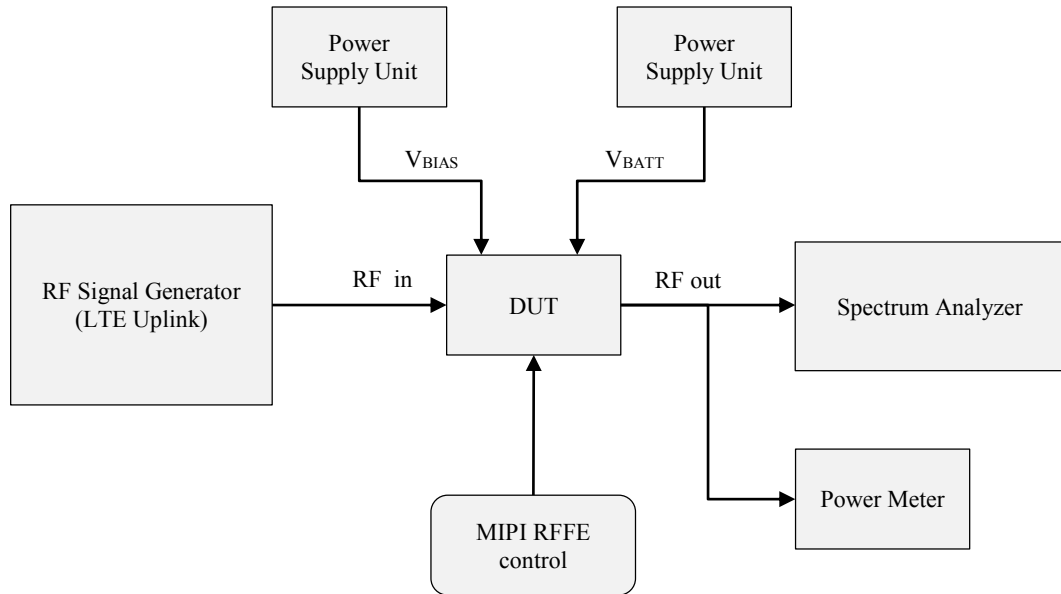 Power
Supply Unit
Power
Supply Unit
VBIAS
VBATT
RF Signal Generator
(LTE Uplink)
RF in
DUT
RF out
Spectrum Analyzer
Power Meter
MIPI RFFE
control